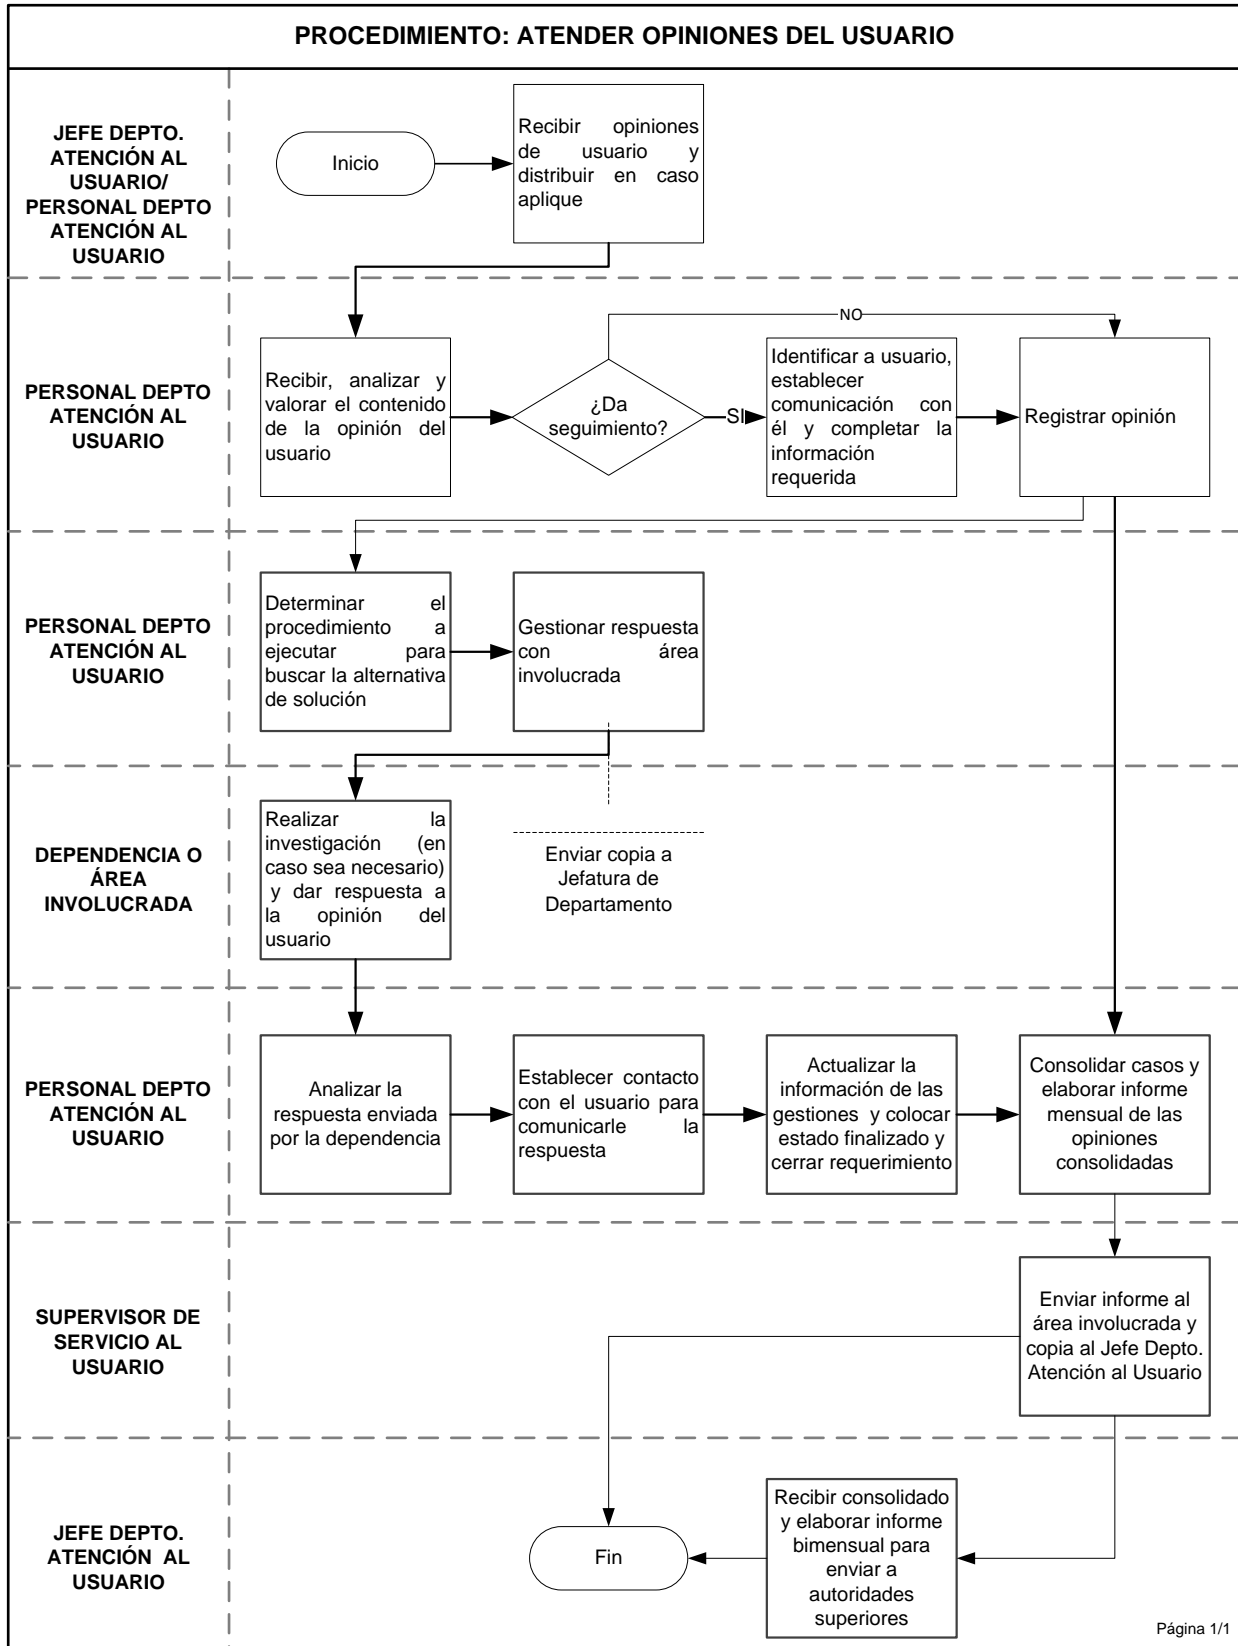 PROCEDIMIENTO: ATENDER OPINIONES DEL USUARIO
JEFE DEPTO.
ATENCIÓN AL
USUARIO/
PERSONAL DEPTO
ATENCIÓN AL
USUARIO
Inicio
Recibir opiniones
de usuario y
distribuir en caso
aplique
PERSONAL DEPTO
ATENCIÓN AL
USUARIO
Recibir, analizar y
valorar el contenido
de la opinión del
usuario
¿Da
seguimiento?
NO
SI
Identificar a usuario,
establecer
comunicación con
él y completar la
información
requerida
Registrar opinión
PERSONAL DEPTO
ATENCIÓN AL
USUARIO
Determinar el
procedimiento a
ejecutar para
buscar la alternativa
de solución
Gestionar respuesta
con área
involucrada
DEPENDENCIA O
ÁREA
INVOLUCRADA
Realizar la
investigación (en
caso sea necesario)
y dar respuesta a
la opinión del
usuario
Enviar copia a
Jefatura de
Departamento
PERSONAL DEPTO
ATENCIÓN AL
USUARIO
Analizar la
respuesta enviada
por la dependencia
Establecer contacto
con el usuario para
comunicarle la
respuesta
Actualizar la
información de las
gestiones y colocar
estado finalizado y
cerrar requerimiento
Consolidar casos y
elaborar informe
mensual de las
opiniones
consolidadas
SUPERVISOR DE
SERVICIO AL
USUARIO
Enviar informe al
área involucrada y
copia al Jefe Depto.
Atención al Usuario
JEFE DEPTO.
ATENCIÓN AL
USUARIO
Fin
Recibir consolidado
y elaborar informe
bimensual para
enviar a
autoridades
superiores
Página 1/1